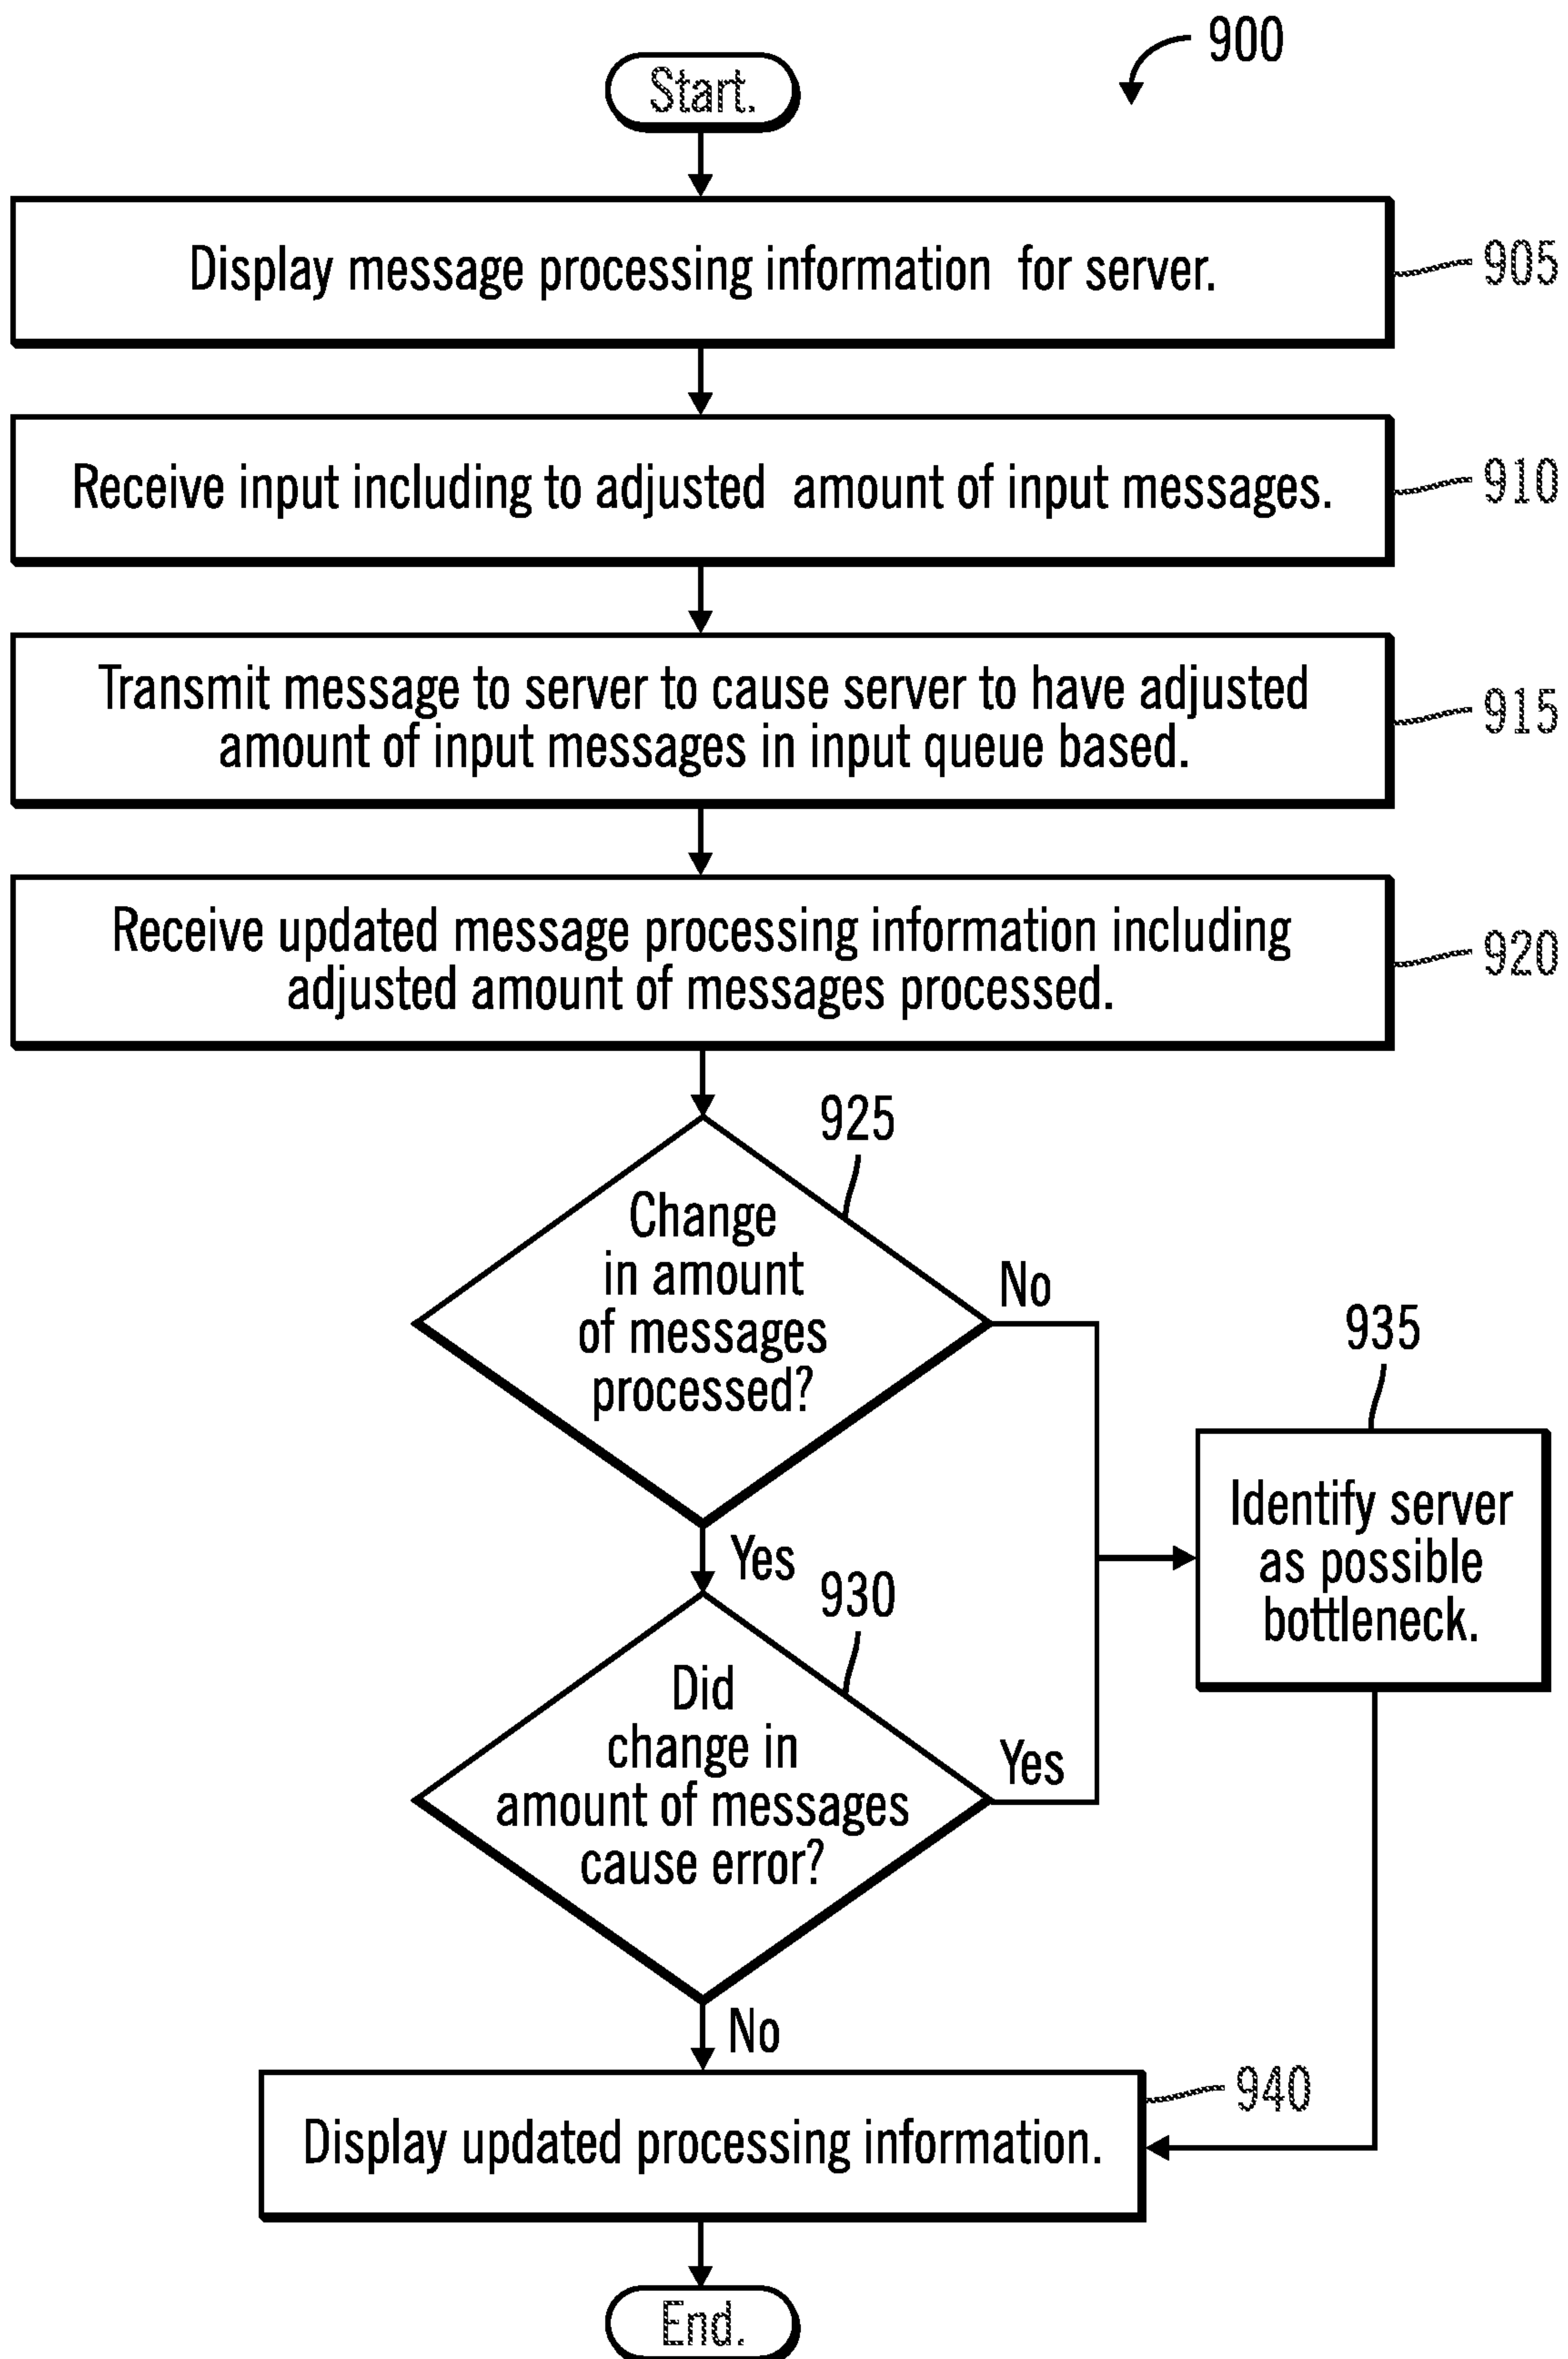 900
Start.
Display message processing information for server.
905
Receive input including to adjusted amount of input messages.
910
Transmit message to server to cause server to have adjusted
amount of input messages in input queue based.
915
Receive updated message processing information including
adjusted amount of messages processed.
920
925
Change
in amount
of messages
processed?
No
935
Identify server
as possible
bottleneck.
Yes
930
Did
change in
amount of messages
cause error?
Yes
No
940
Display updated processing information.
End.